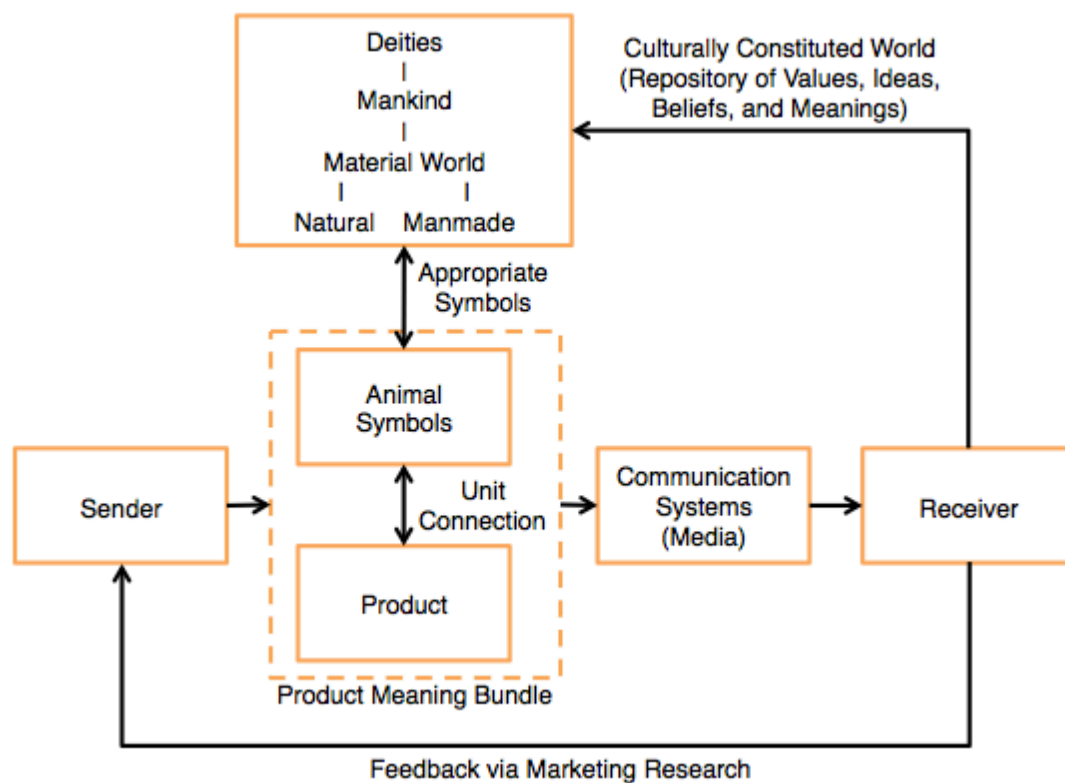 Deities
Mankind
Material World
Natural Manmade
Culturally Constituted World
(Repository of Values, Ideas,
Beliefs, and Meanings)
Appropriate
Symbols
Animal
Symbols
Unit
Connection
Product
Product Meaning Bundle
Sender
Communication
Systems
(Media)
Receiver
Feedback via Marketing Research